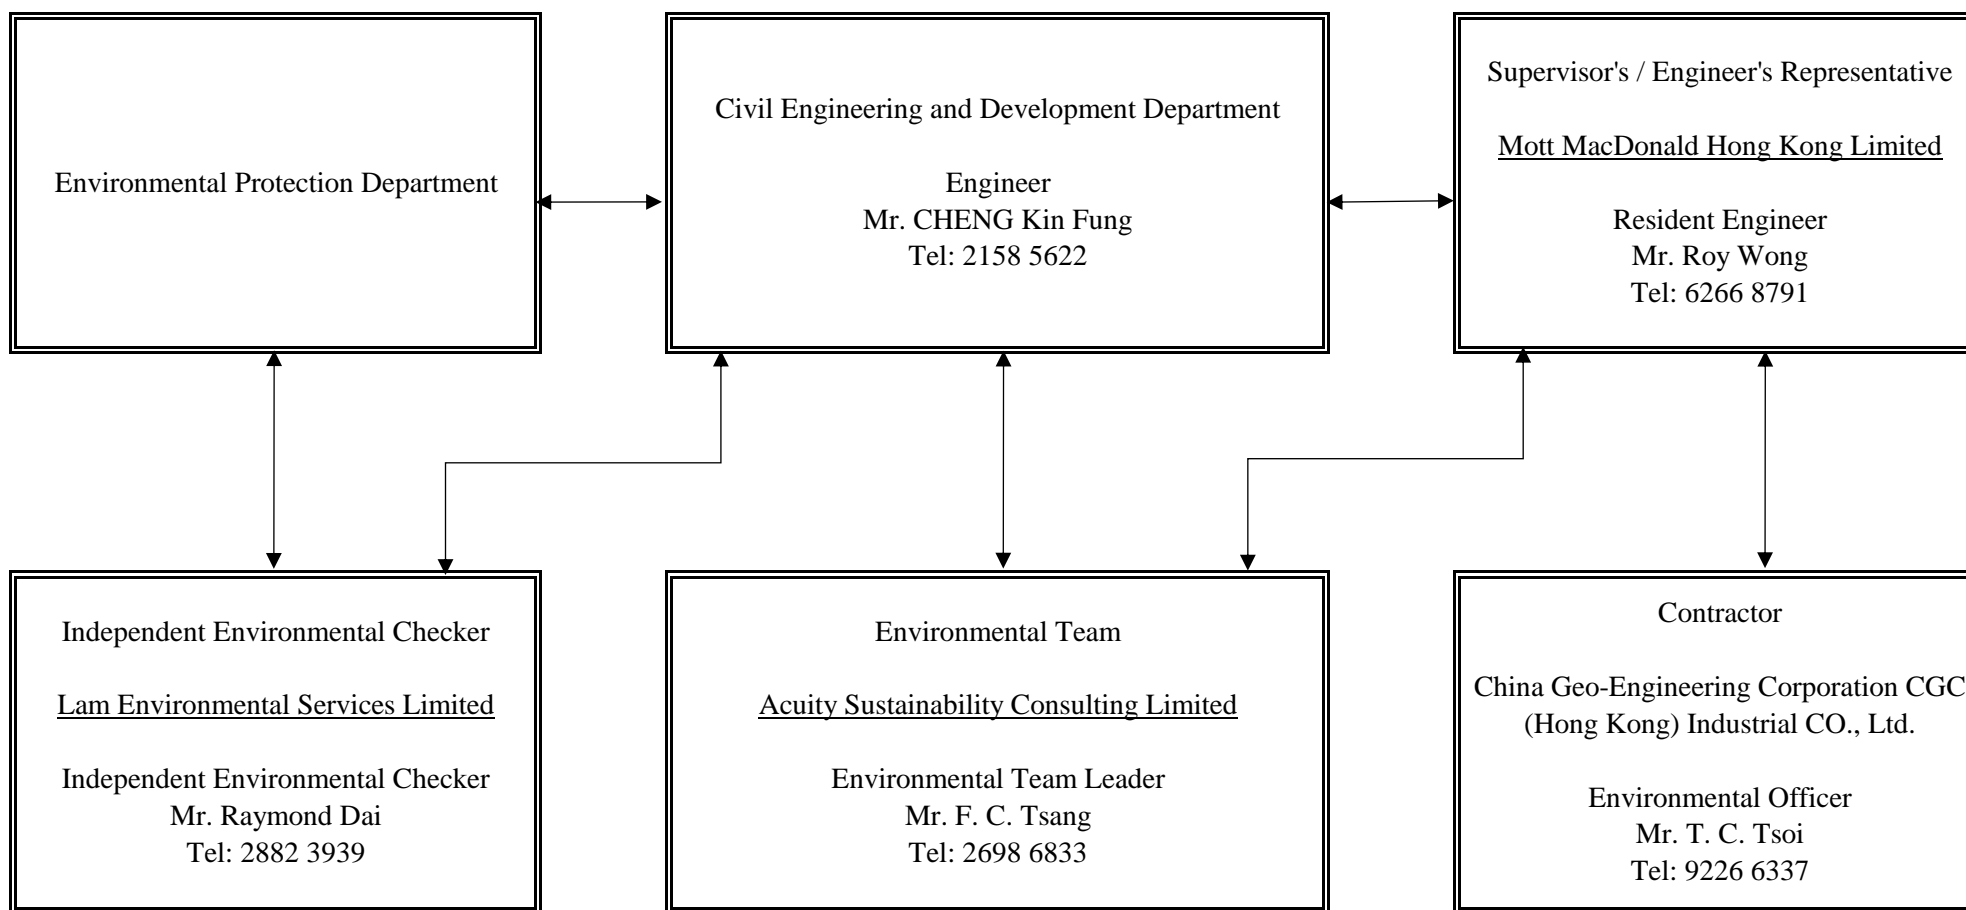 Environmental Protection Department
Civil Engineering and Development Department
Engineer
Mr. CHENG Kin Fung
Tel: 2158 5622
Supervisor's / Engineer's Representative
Mott MacDonald Hong Kong Limited
Resident Engineer
Mr. Roy Wong
Tel: 6266 8791
Independent Environmental Checker
Lam Environmental Services Limited
Independent Environmental Checker
Mr. Raymond Dai
Tel: 2882 3939
Environmental Team
Acuity Sustainability Consulting Limited
Environmental Team Leader
Mr. F. C. Tsang
Tel: 2698 6833
Contractor
China Geo-Engineering Corporation CGC
(Hong Kong) Industrial CO., Ltd.
Environmental Officer
Mr. T. C. Tsoi
Tel: 9226 6337